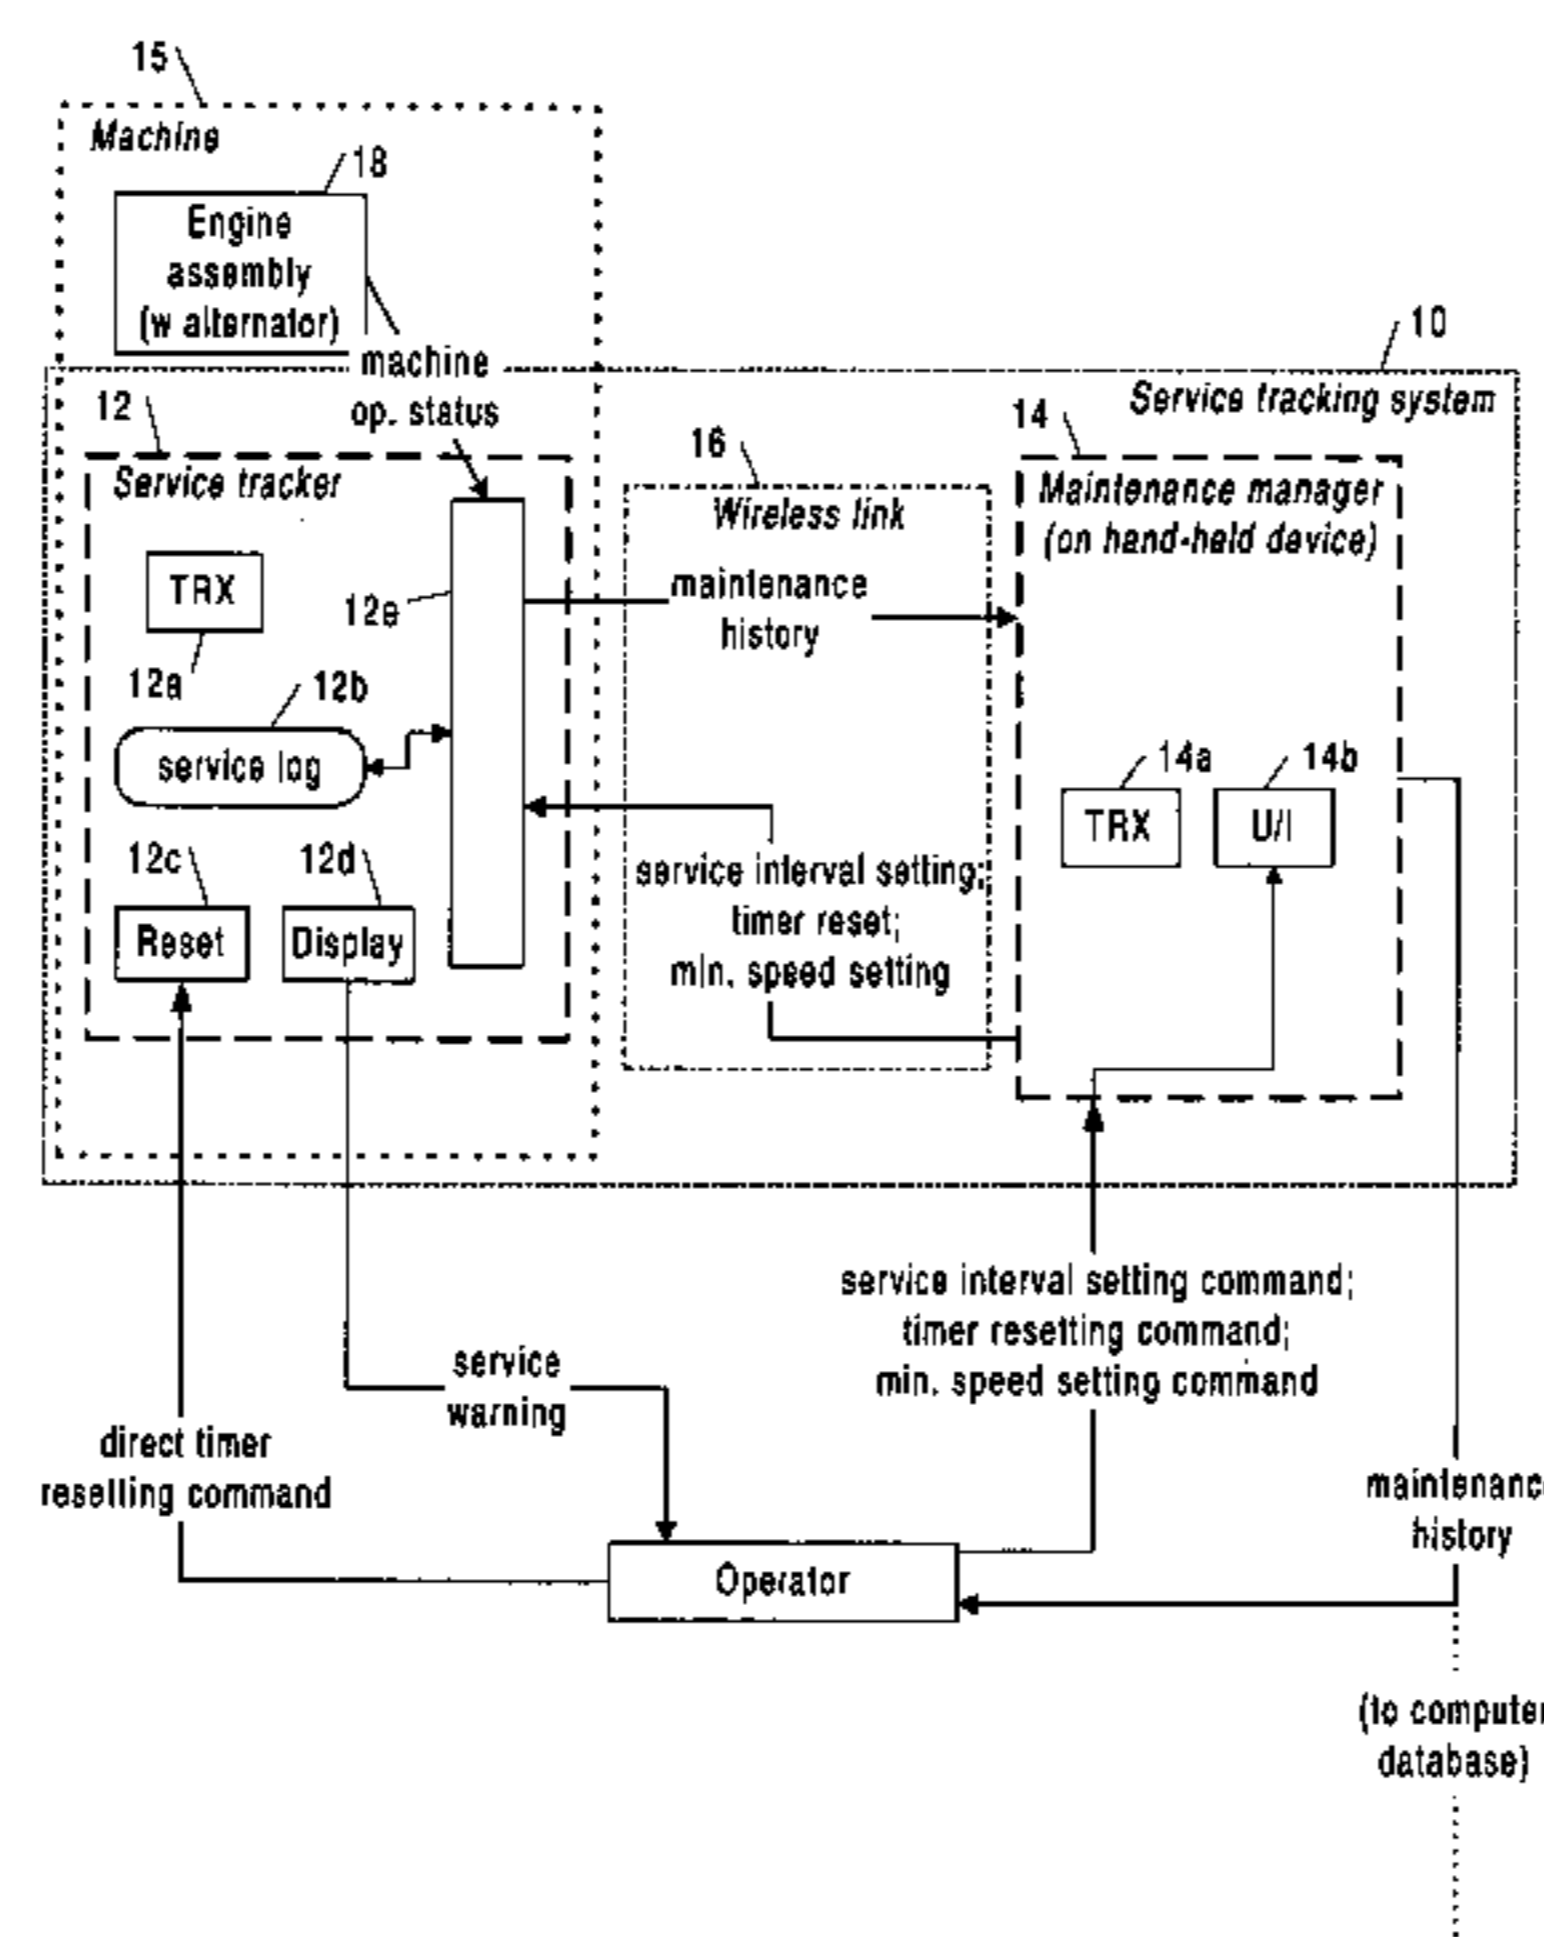 15
Machine
18
Engine
assembly
(w alternator)
machine
op. status
10
Service tracking system
12
Service tracker
14
Maintenance manager
(on hand-held device)
16
Wireless link
TRX
12a
12e
maintenance
history
12b
service log
14a
TRX
14b
U/I
12c
Reset
12d
Display
service interval setting;
timer reset;
min. speed setting
service interval setting command;
timer resetting command;
min. speed setting command
service
warning
direct timer
resetting command
maintenanc
history
Operator
(to computer
database)